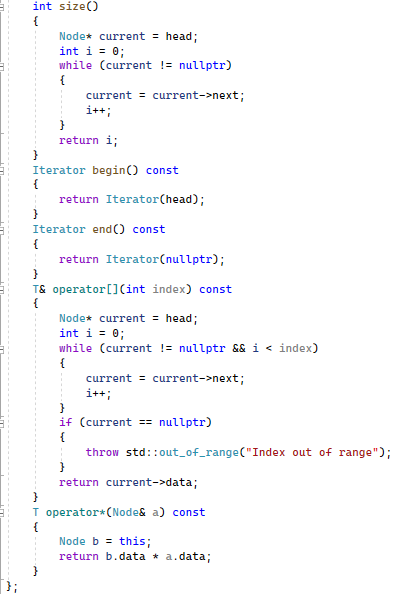 int size()
{
Node* current = head;
int i = 0;
while (current != nullptr)
{
current = current->next;
i++;
}
return i;
}
Iterator begin() const
{
return Iterator(head);
}
Iterator end() const
{
return Iterator(nullptr);
}
T& operator[](int index) const
{
Node* current = head;
int i = 0;
while (current != nullptr && i < index)
{
current = current->next;
i++;
}
if (current == nullptr)
{
throw std::out_of_range("Index out of range");
}
return current->data;
}
T operator*(Node& a) const
{
Node b = this;
return b.data * a.data;
}
};